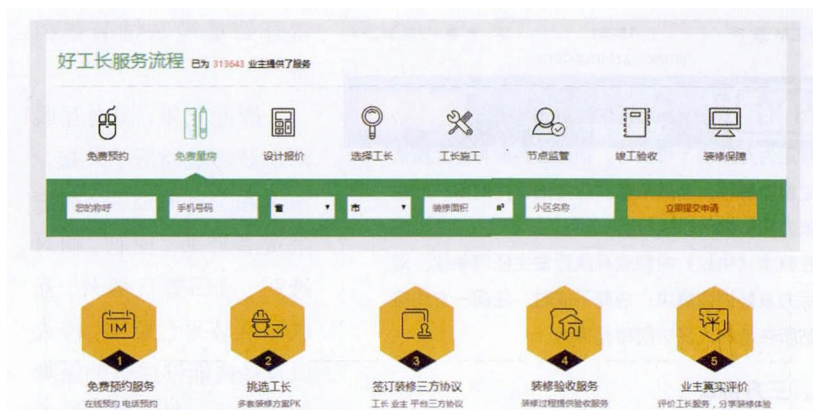 好工长服务流程 已为 313643 业主提供了服务
免费预约 免费量房 设计报价 选择工长 工长施工 节点监管 竣工验收 装修保障
您的称呼 手机号码 省 市 装修面积 m² 小区名称 立即提交申请
IM
1 2 3 4 5
免费预约服务 挑选工长 签订装修三方协议 装修验收服务 业主真实评价
在线预约 电话预约 多套装修方案PK 工长 业主 平台三方协议 装修过程提供验收服务 评价工长服务，分享装修体验